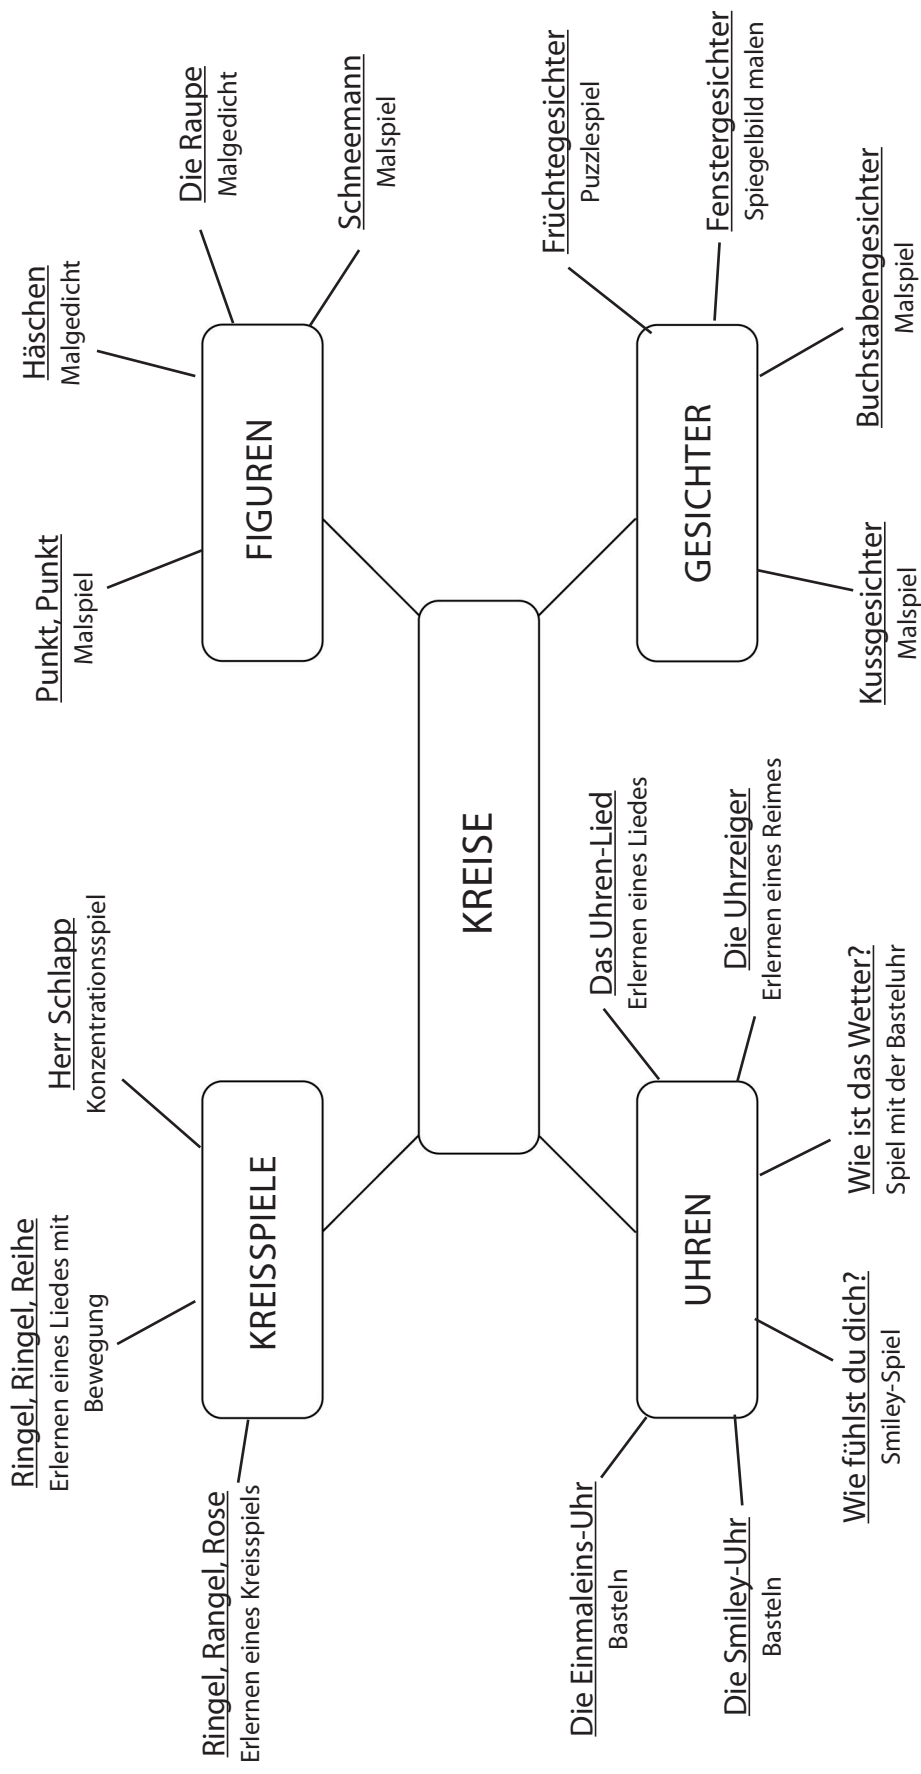 Ringel, Ringel, Reihe
Erlernen eines Liedes mit
Bewegung
Herr Schlapp
Konzentrationsspiel
Ringel, Rangel, Rose
Erlernen eines Kreisspiels
KREISSPIELE
Punkt, Punkt
Malspiel
Häschen
Malgedicht
Die Raupe
Malgedicht
Schneemann
Malspiel
FIGUREN
KREISE
Die Einmaleins-Uhr
Basteln
Die Smiley-Uhr
Basteln
UHREN
Das Uhren-Lied
Erlernen eines Liedes
Die Uhrzeiger
Erlernen eines Reimes
Wie fühlst du dich?
Smiley-Spiel
Wie ist das Wetter?
Spiel mit der Basteluhr
GESICHTER
Früchtegesichter
Puzzlespiel
Fenstergesichter
Spiegelbild malen
Kussgesichter
Malspiel
Buchstabengesichter
Malspiel